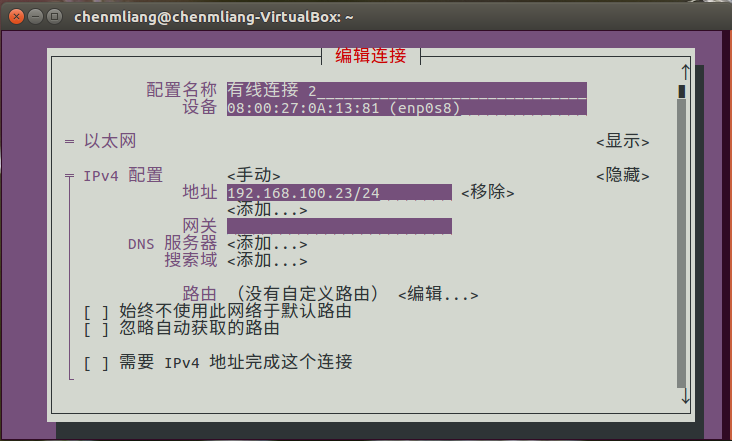 chenmliang@chenmliang-VirtualBox: ~
编辑连接
配置名称 有线连接 2
设备 08:00:27:0A:13:81 (enp0s8)
以太网 <显示>
IPv4 配置 <手动> <隐藏>
地址 192.168.100.23/24 <移除>
<添加...>
网关
DNS 服务器 <添加...>
搜索域 <添加...>
路由 (没有自定义路由) <编辑...>
[ ] 始终不使用此网络于默认路由
[ ] 忽略自动获取的路由
[ ] 需要 IPv4 地址完成这个连接